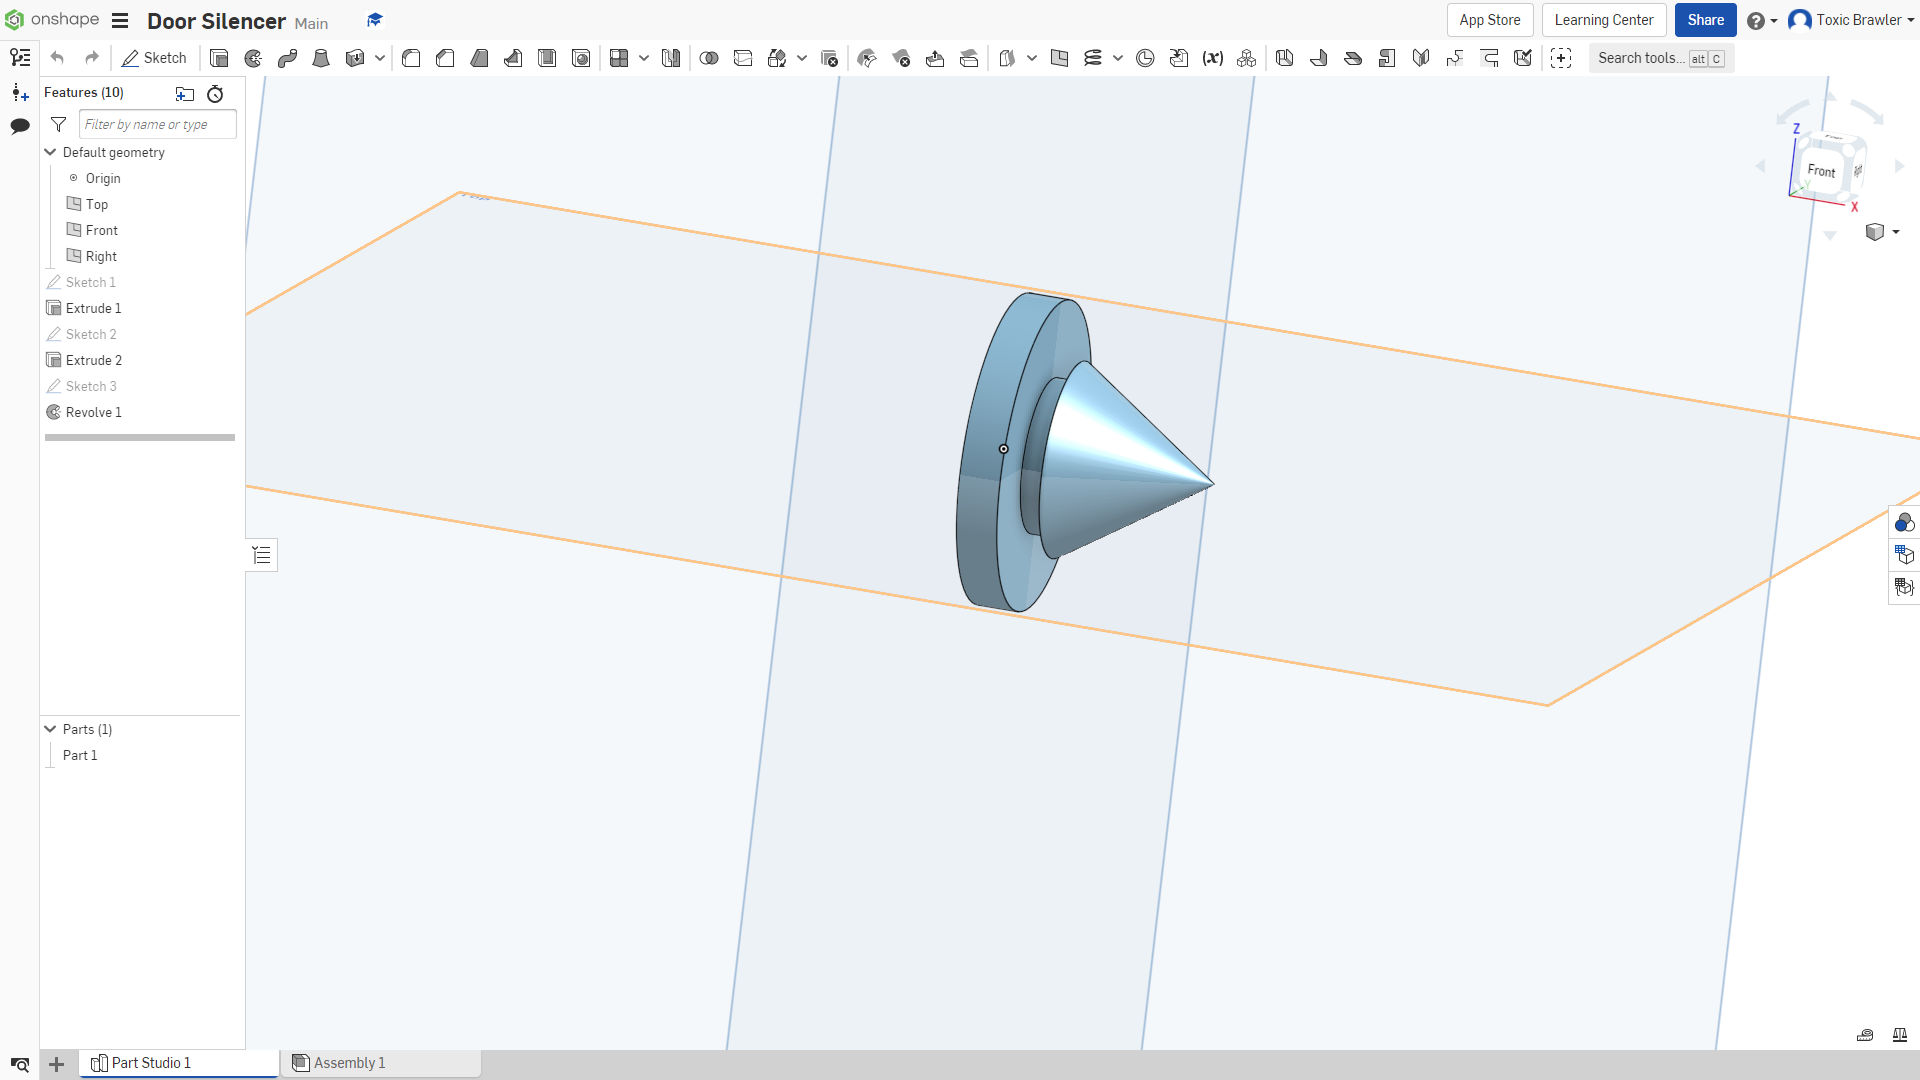 onshape
Door Silencer Main
App Store
Learning Center
Share
Toxic Brawler
Sketch
Search tools... alt C
Features (10)
Filter by name or type
Default geometry
Origin
Top
Front
Right
Sketch 1
Extrude 1
Sketch 2
Extrude 2
Sketch 3
Revolve 1
Parts (1)
Part 1
Z
Front
Y
X
Part Studio 1
Assembly 1